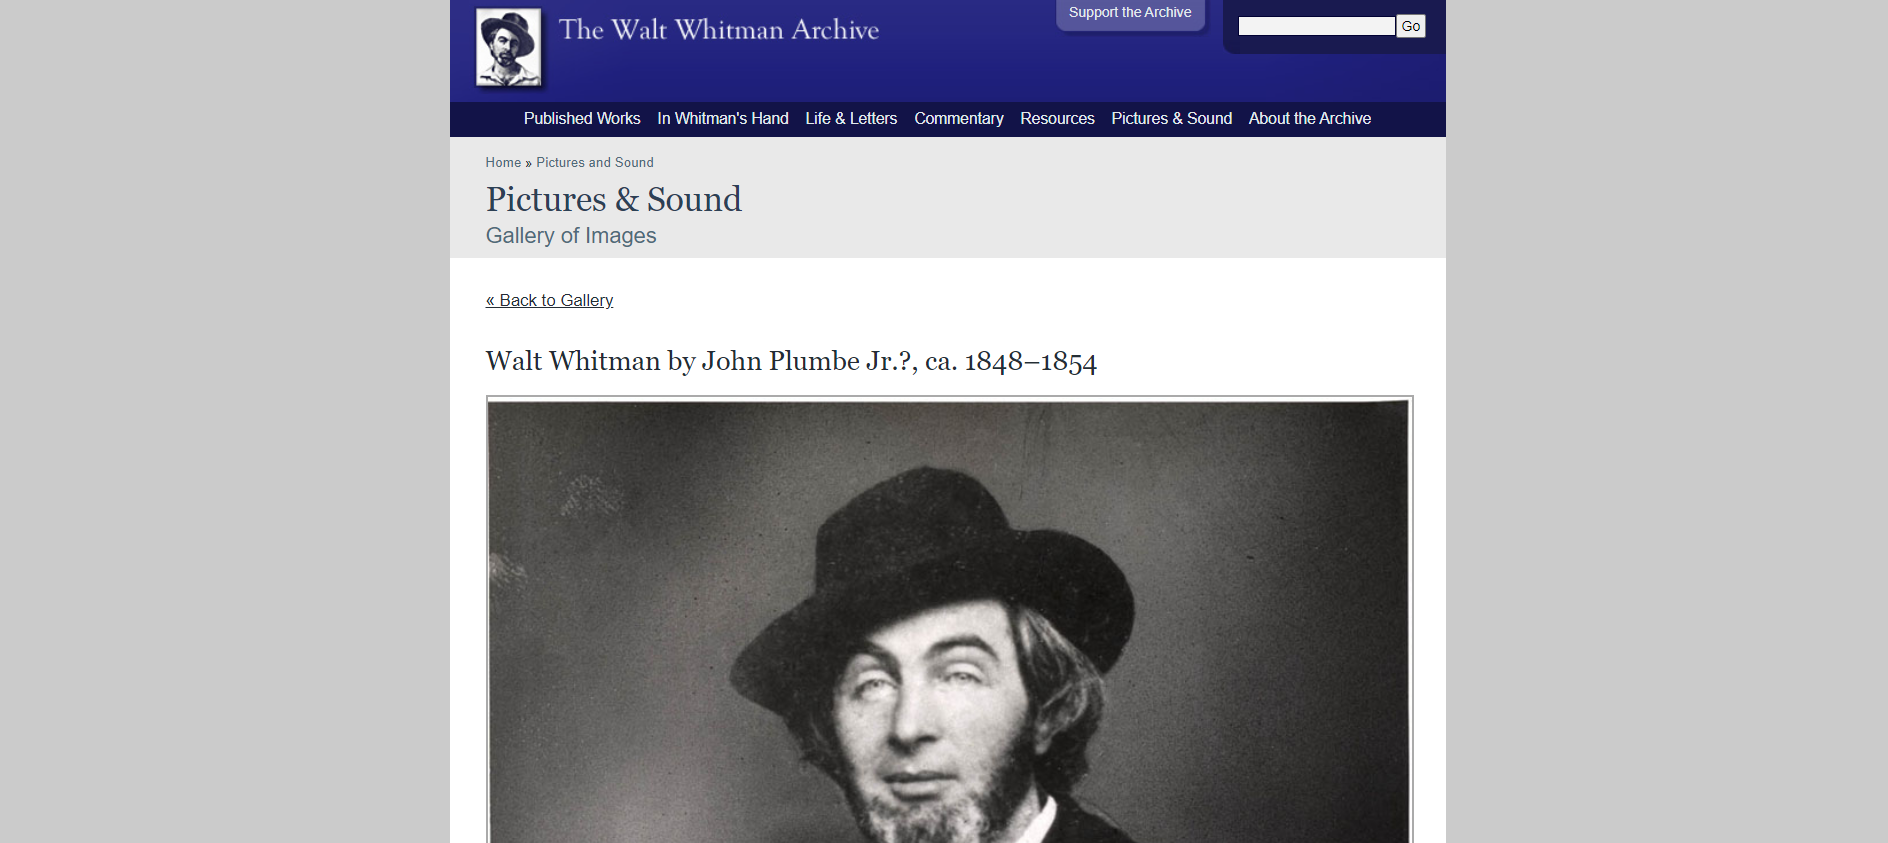 The Walt Whitman Archive
Support the Archive
Go
Published Works In Whitman's Hand Life & Letters Commentary Resources Pictures & Sound About the Archive
Home » Pictures and Sound
Pictures & Sound
Gallery of Images
« Back to Gallery
Walt Whitman by John Plumbe Jr.?, ca. 1848–1854